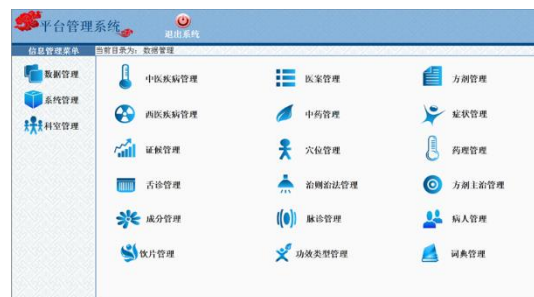 平台管理系统
退出系统
信息管理菜单
当前目录为: 数据管理
数据管理
系统管理
科室管理
中医疾病管理 医案管理 方剂管理
西医疾病管理 中药管理 症状管理
证候管理 穴位管理 药理管理
舌诊管理 治则治法管理 方剂主治管理
成分管理 脉诊管理 病人管理
饮片管理 功效类型管理 词典管理